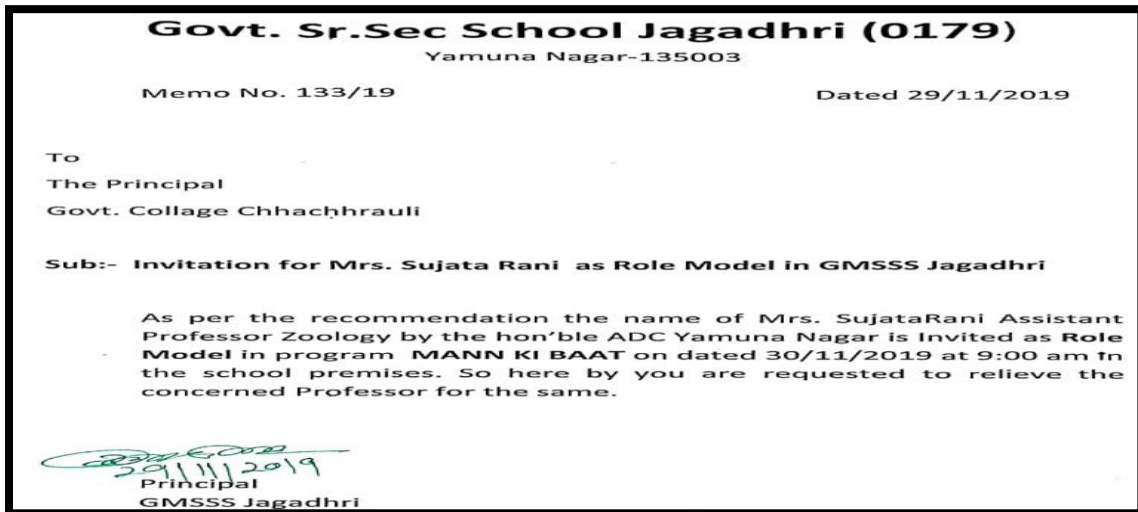 Govt. Sr.Sec School Jagadhri (0179)
Yamuna Nagar-135003
Memo No. 133/19 Dated 29/11/2019
To
The Principal
Govt. Collage Chhachhrauli
Sub:- Invitation for Mrs. Sujata Rani as Role Model in GMSSS Jagadhri
As per the recommendation the name of Mrs. SujataRani Assistant
Professor Zoology by the hon'ble ADC Yamuna Nagar is Invited as Role
Model in program MANN KI BAAT on dated 30/11/2019 at 9:00 am in
the school premises. So here by you are requested to relieve the
concerned Professor for the same.
29/11/2019
Principal
GMSSS Jagadhri